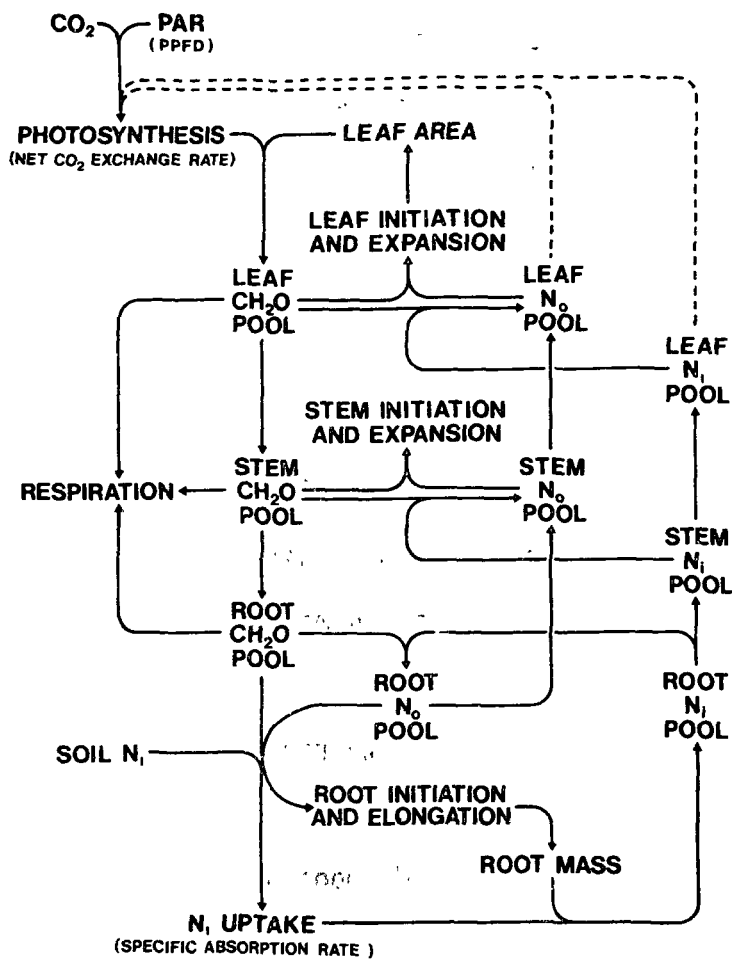 CO₂ PAR
(PPFD)
PHOTOSYNTHESIS
(NET CO₂ EXCHANGE RATE)
LEAF AREA
LEAF INITIATION
AND EXPANSION
LEAF
CH₂O
POOL
LEAF
Nₒ
POOL
LEAF
Nᵢ
POOL
STEM INITIATION
AND EXPANSION
RESPIRATION
STEM
CH₂O
POOL
STEM
Nₒ
POOL
STEM
Nᵢ
POOL
ROOT
CH₂O
POOL
ROOT
Nₒ
POOL
ROOT
Nᵢ
POOL
SOIL Nᵢ
ROOT INITIATION
AND ELONGATION
ROOT MASS
Nᵢ UPTAKE
(SPECIFIC ABSORPTION RATE)